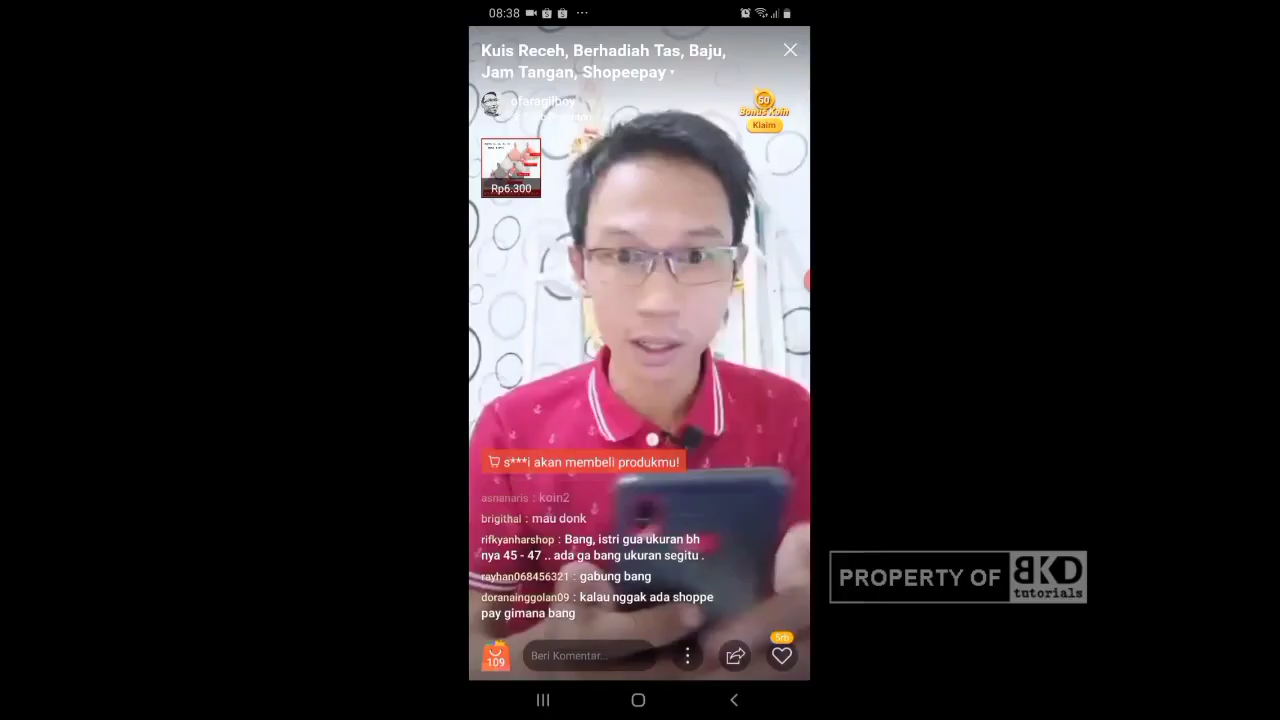 08:38
Kuis Receh, Berhadiah Tas, Baju,
Jam Tangan, Shopeepay
ofaragilboy
50
Bonus Koin
Klaim
Rp6.300
s***i akan membeli produkmu!
asnanaris : koin2
brigithal : mau donk
rifkyanharshop : Bang, istri gua ukuran bh
nya 45 - 47 .. ada ga bang ukuran segitu .
rayhan068456321 : gabung bang
doranainggolan09 : kalau nggak ada shoppe
pay gimana bang
109
Beri Komentar...
5rb
PROPERTY OF BKD
tutorials